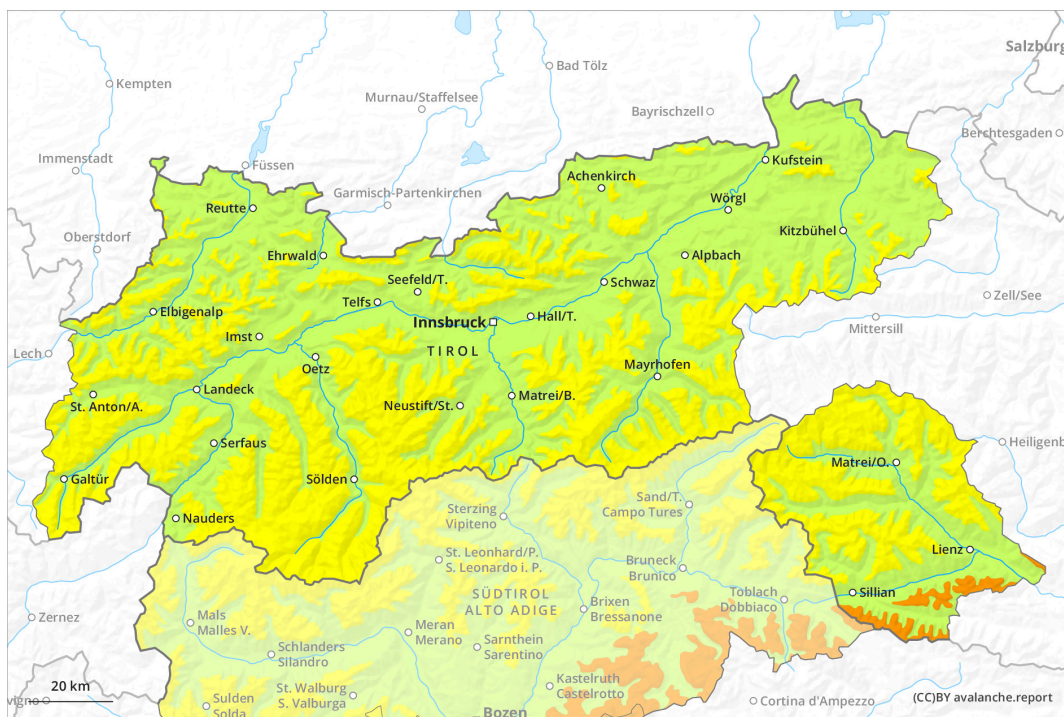 Salzburg
Kempten
Bad Tölz
Murnau/Staffelsee
Bayrischzell
Berchtesgaden
Immenstadt
Füssen
Kufstein
Achenkirch
Garmisch-Partenkirchen
Wörgl
Reutte
Kitzbühel
Oberstdorf
Ehrwald
Alpbach
Seefeld/T.
Schwaz
Zell/See
Telfs
Elbigenalp
Innsbruck
Hall/T.
Mittersill
Imst
Lech
TIROL
Oetz
Mayrhofen
Landeck
St. Anton/A.
Neustift/St.
Matrei/B.
Serfaus
Heiligenb
Matrei/O.
Galtür
Sölden
Sand/T.
Campo Tures
Sterzing
Vipiteno
Nauders
Lienz
St. Leonhard/P.
S. Leonardo i. P.
Bruneck
Brunico
Sillian
SÜDTIROL
ALTO ADIGE
Toblach
Dobbiaco
Brixen
Bressanone
Zernez
Mals
Malles V.
Meran
Merano
Sarnthein
Sarentino
Schlanders
Silandro
20 km
St. Walburg
S. Valburga
Kastelruth
Castelrotto
vigno
Sulden
Solda
Cortina d'Ampezzo
(CC)BY avalanche.report
Bozen